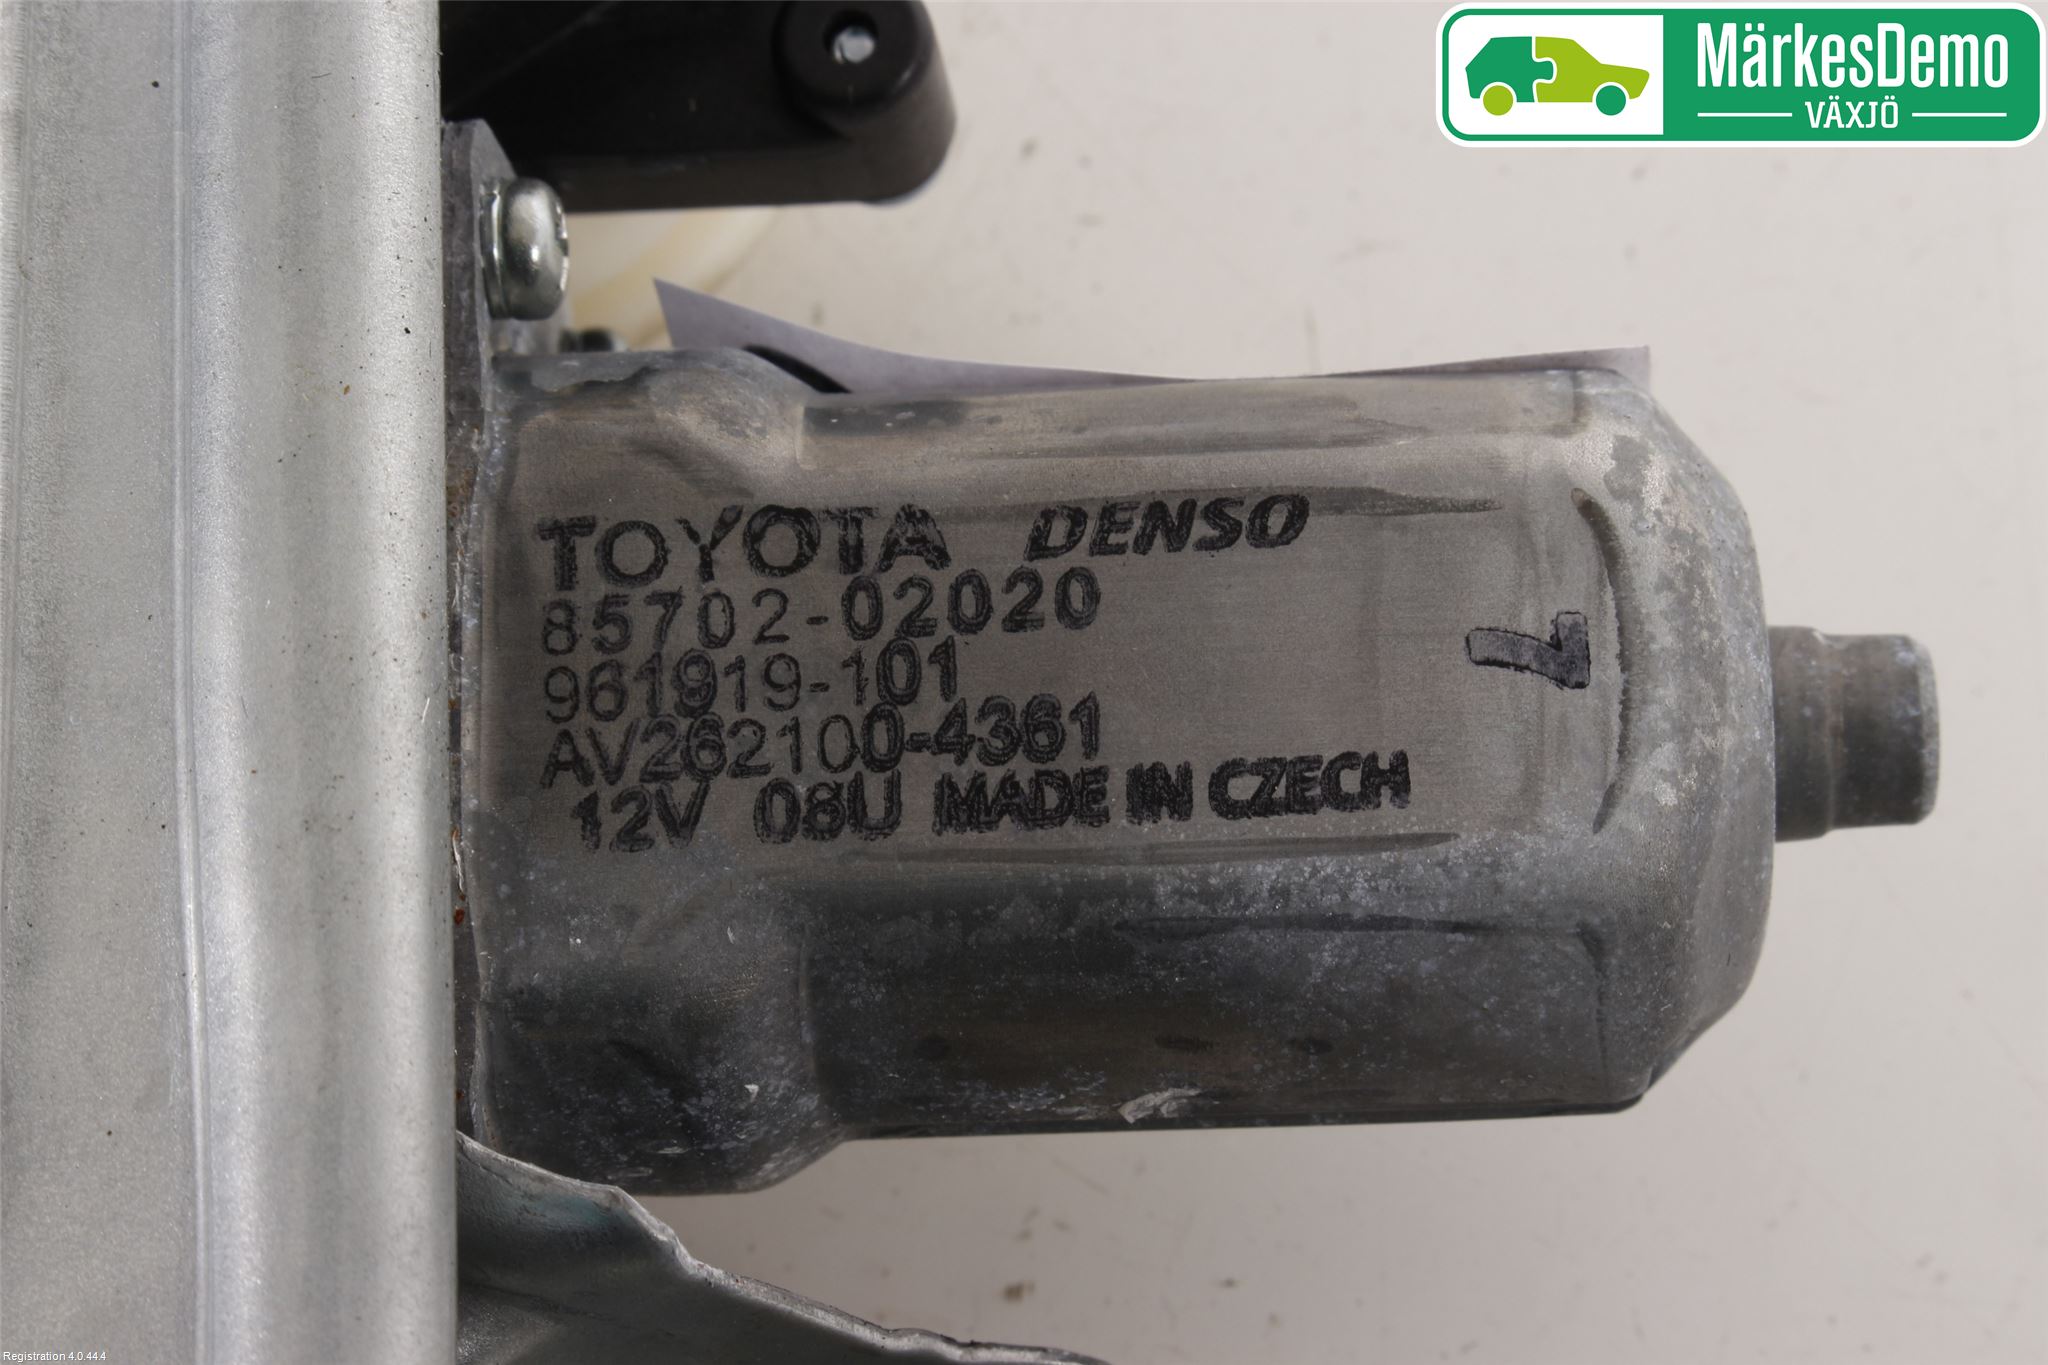 MärkesDemo
VÄXJÖ
TOYOTA DENSO
85702-02020
961919-101
AV262100-4361
12V 08U MADE IN CZECH
L
Registration 4.0.44.4